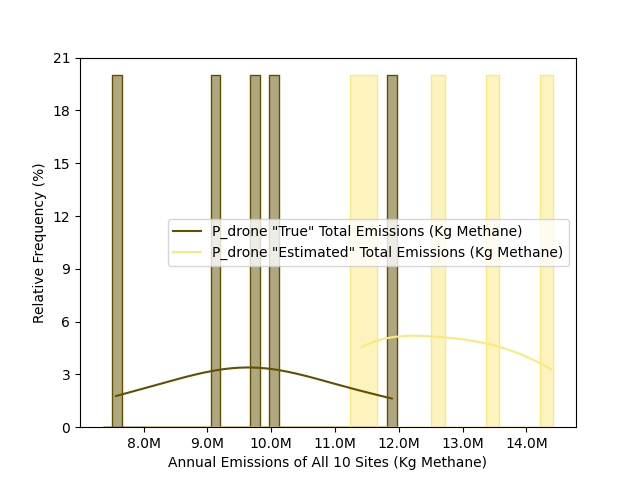 21
18
15
12
9
6
3
0
Relative Frequency (%)
P_drone "True" Total Emissions (Kg Methane)
P_drone "Estimated" Total Emissions (Kg Methane)
8.0M 9.0M 10.0M 11.0M 12.0M 13.0M 14.0M
Annual Emissions of All 10 Sites (Kg Methane)